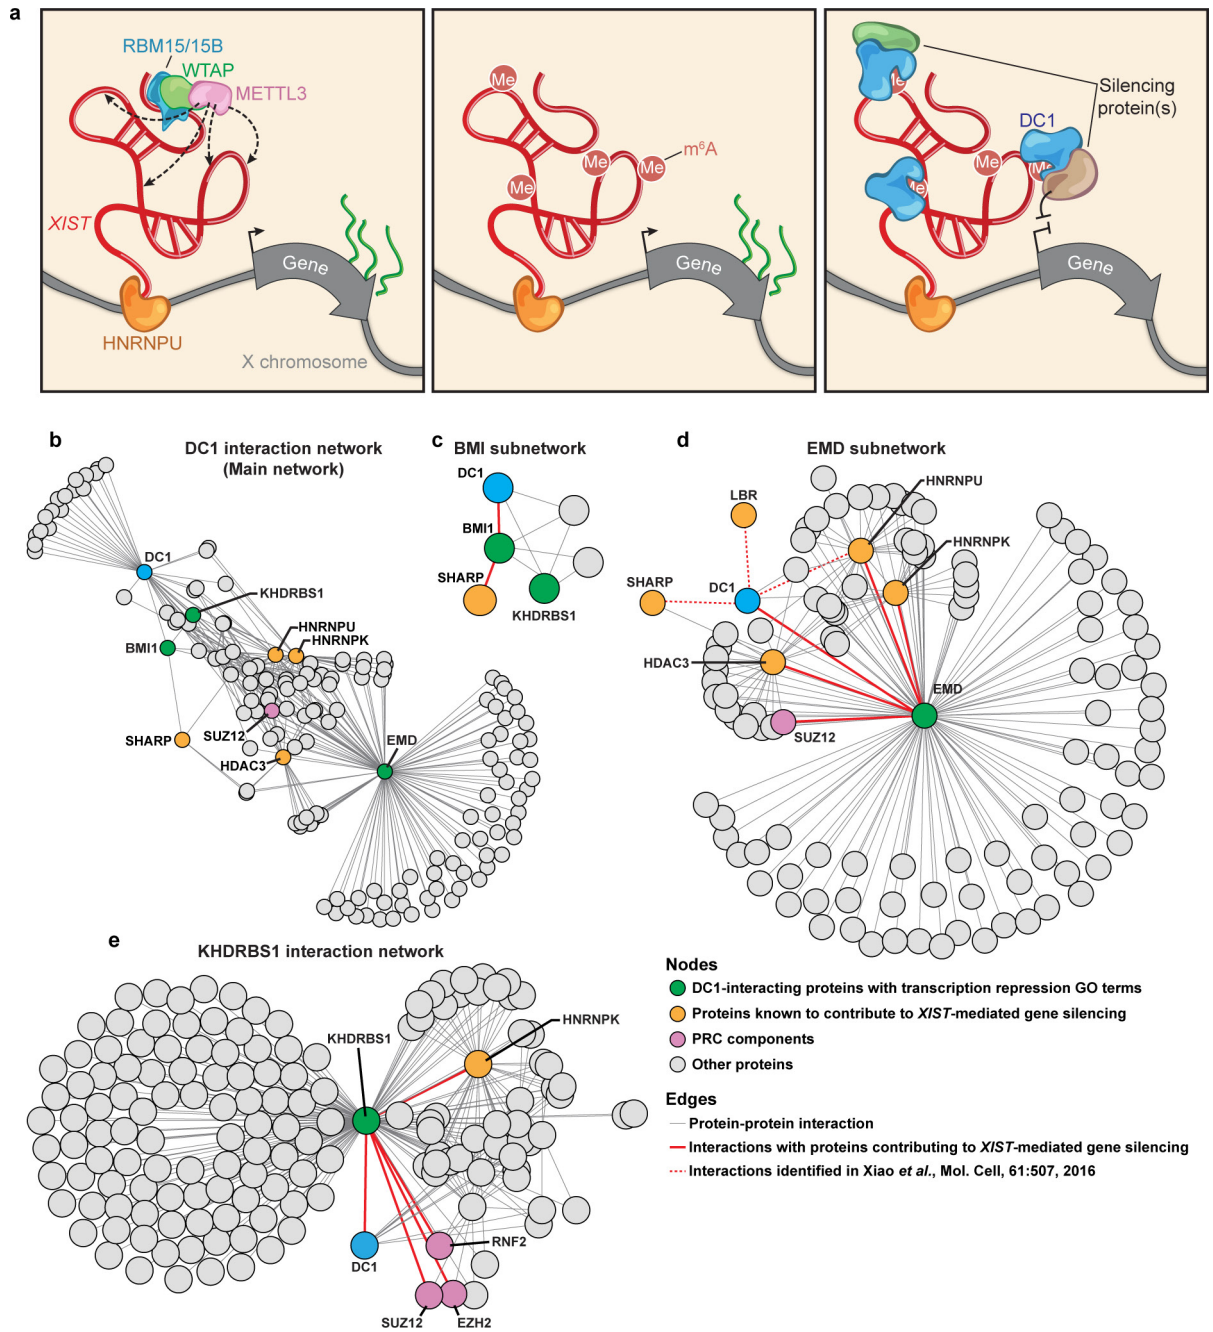 a
RBM15/15B
WTAP
METTL3
XIST
Gene
HNRNPU
X chromosome
Me
Me
Me
Me
m⁶A
Gene
Me
Me
Me
Me
DC1
Silencing
protein(s)
Gene
b
DC1 interaction network
(Main network)
DC1
KHDRBS1
BMI1
HNRNPU
HNRNPK
SHARP
SUZ12
HDAC3
EMD
c
BMI subnetwork
DC1
BMI1
SHARP
KHDRBS1
d
EMD subnetwork
LBR
HNRNPU
HNRNPK
SHARP
DC1
HDAC3
EMD
SUZ12
e
KHDRBS1 interaction network
KHDRBS1
HNRNPK
DC1
RNF2
SUZ12
EZH2
Nodes
DC1-interacting proteins with transcription repression GO terms
Proteins known to contribute to XIST-mediated gene silencing
PRC components
Other proteins
Edges
Protein-protein interaction
Interactions with proteins contributing to XIST-mediated gene silencing
Interactions identified in Xiao et al., Mol. Cell, 61:507, 2016